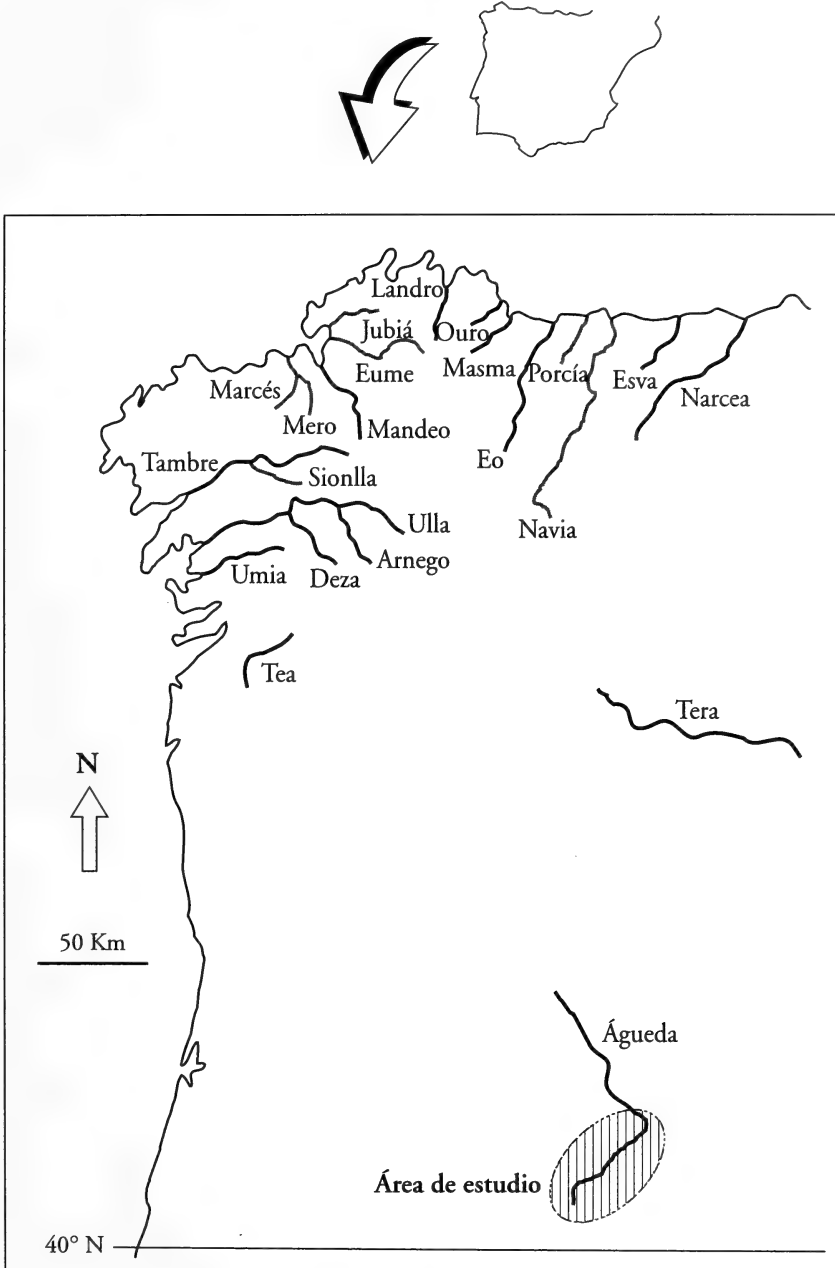 Landro
Jubiá
Ouro
Eume
Masma
Porcía
Esva
Marcés
Narcea
Mero
Mandeo
Eo
Tambre
Sionlla
Navia
Ulla
Arnego
Umia
Deza
Tea
Tera
N
50 Km
Águeda
Área de estudio
40° N